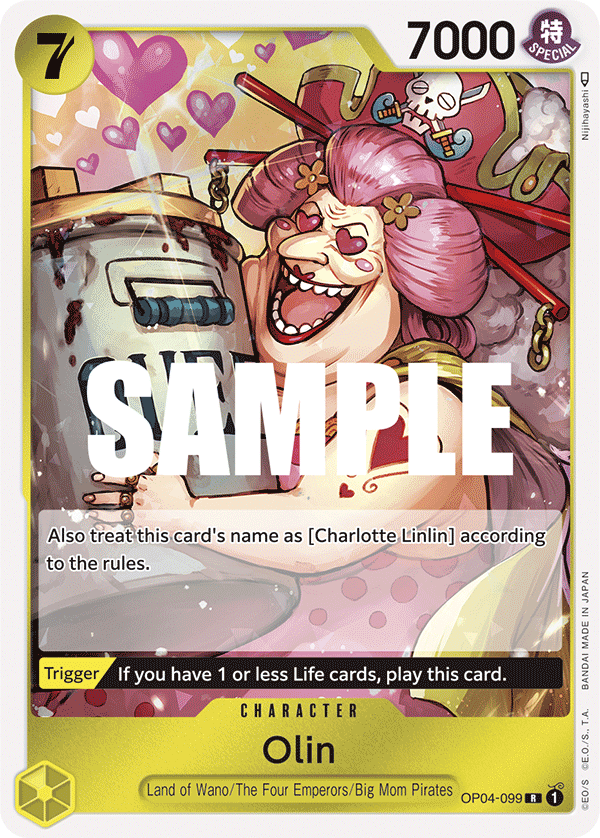 7
7000
特
SPECIAL
Nijihayashi
SAMPLE
Also treat this card's name as [Charlotte Linlin] according
to the rules.
Trigger
If you have 1 or less Life cards, play this card.
CHARACTER
Olin
Land of Wano/The Four Emperors/Big Mom Pirates
OP04-099 R 1
©E.O/S ©E.O./S., T.A. BANDAI MADE IN JAPAN